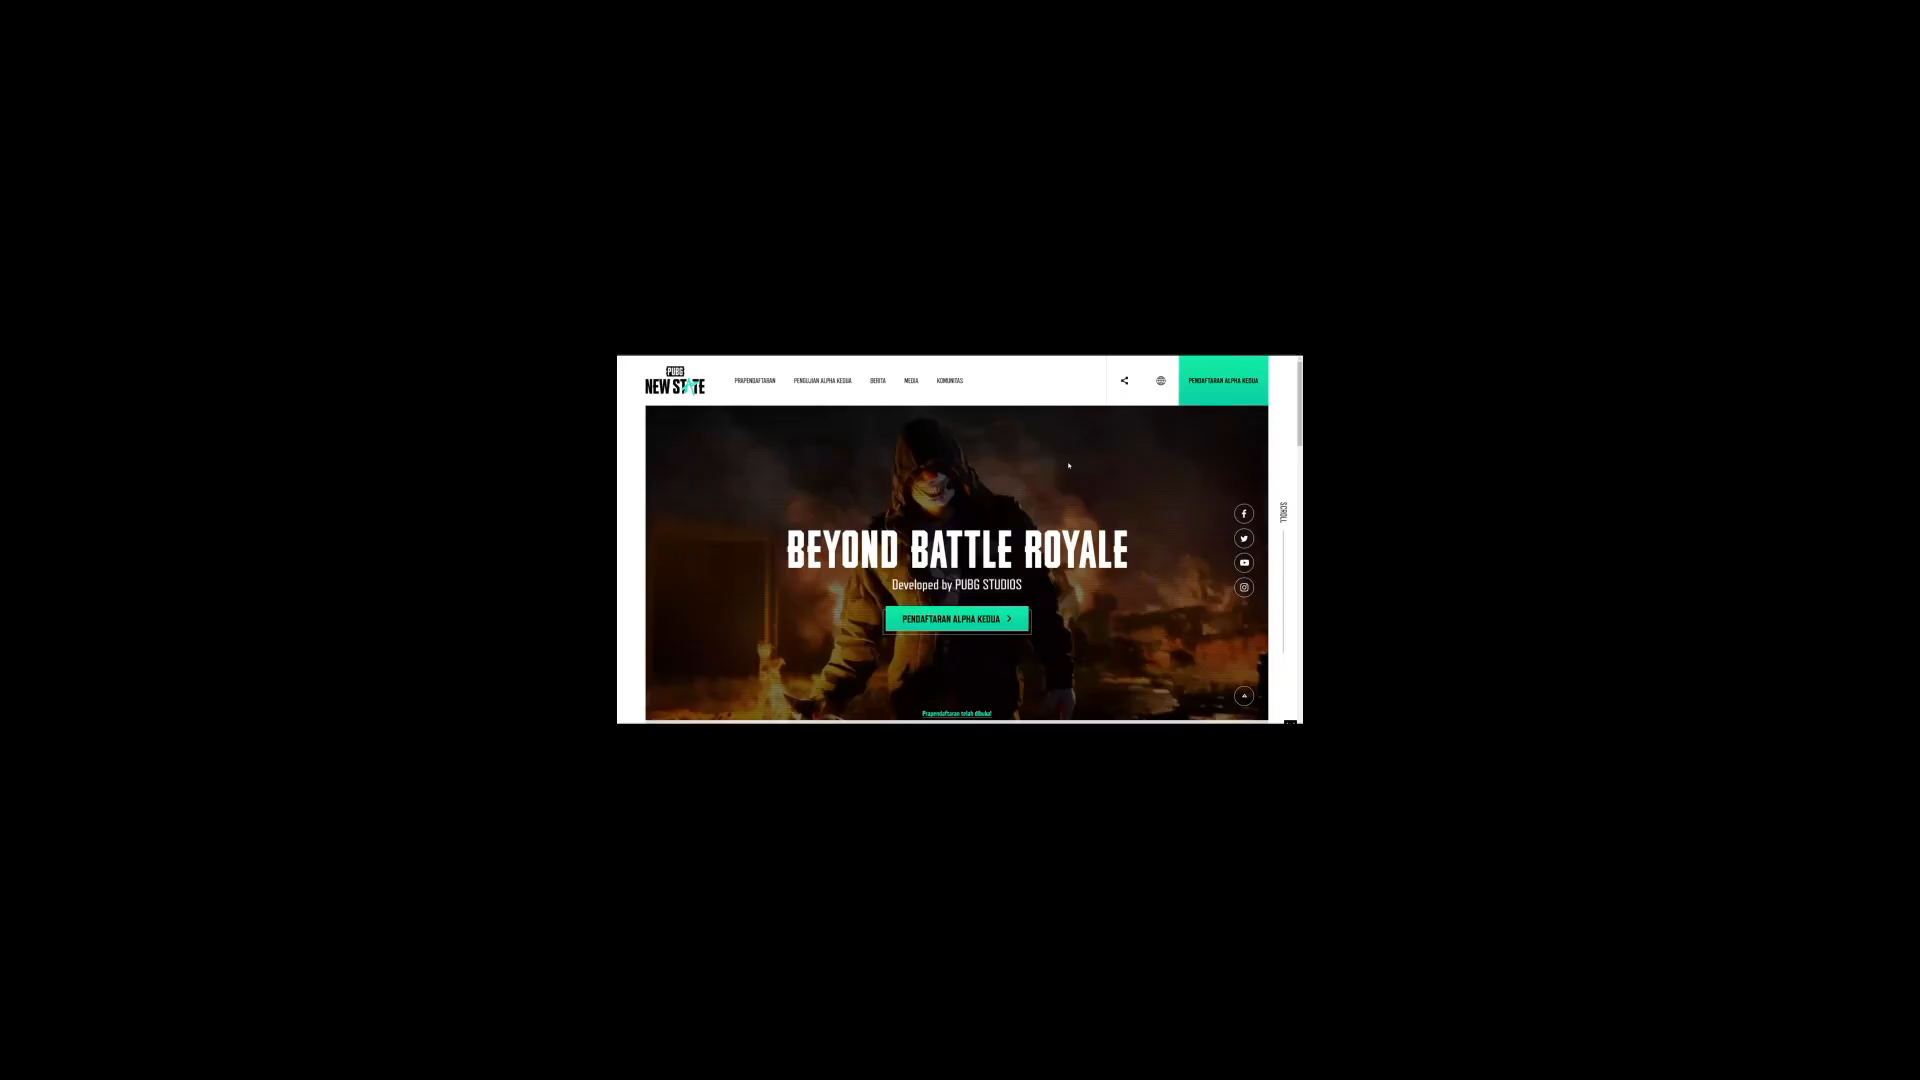 PUBG
NEW STATE
PRAPENDAFTARAN
PENGUJIAN ALPHA KEDUA
BERITA
MEDIA
KOMUNITAS
PENDAFTARAN ALPHA KEDUA
SCROLL
BEYOND BATTLE ROYALE
Developed by PUBG STUDIOS
PENDAFTARAN ALPHA KEDUA
Prapendaftaran telah dibuka!